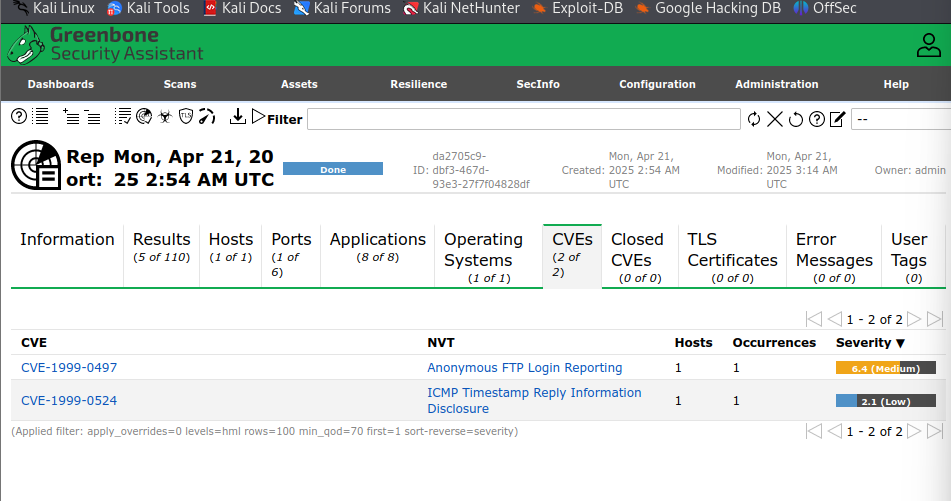 Kali Linux Kali Tools Kali Docs Kali Forums Kali NetHunter Exploit-DB Google Hacking DB OffSec
Greenbone
Security Assistant
Dashboards Scans Assets Resilience SecInfo Configuration Administration Help
TLS Filter --
Rep Mon, Apr 21, 20
ort: 25 2:54 AM UTC
Done
ID: da2705c9-
dbf3-467d-
93e3-27f7f04828df
Created: Mon, Apr 21,
2025 2:54 AM
UTC
Modified: Mon, Apr 21,
2025 3:14 AM
UTC
Owner: admin
Information
Results
(5 of 110)
Hosts
(1 of 1)
Ports
(1 of
6)
Applications
(8 of 8)
Operating
Systems
(1 of 1)
CVEs
(2 of
2)
Closed
CVEs
(0 of 0)
TLS
Certificates
(0 of 0)
Error
Messages
(0 of 0)
User
Tags
(0)
1 - 2 of 2
CVE NVT Hosts Occurrences Severity ▼
CVE-1999-0497 Anonymous FTP Login Reporting 1 1 6.4 (Medium)
CVE-1999-0524 ICMP Timestamp Reply Information
Disclosure 1 1 2.1 (Low)
(Applied filter: apply_overrides=0 levels=hml rows=100 min_qod=70 first=1 sort-reverse=severity) 1 - 2 of 2